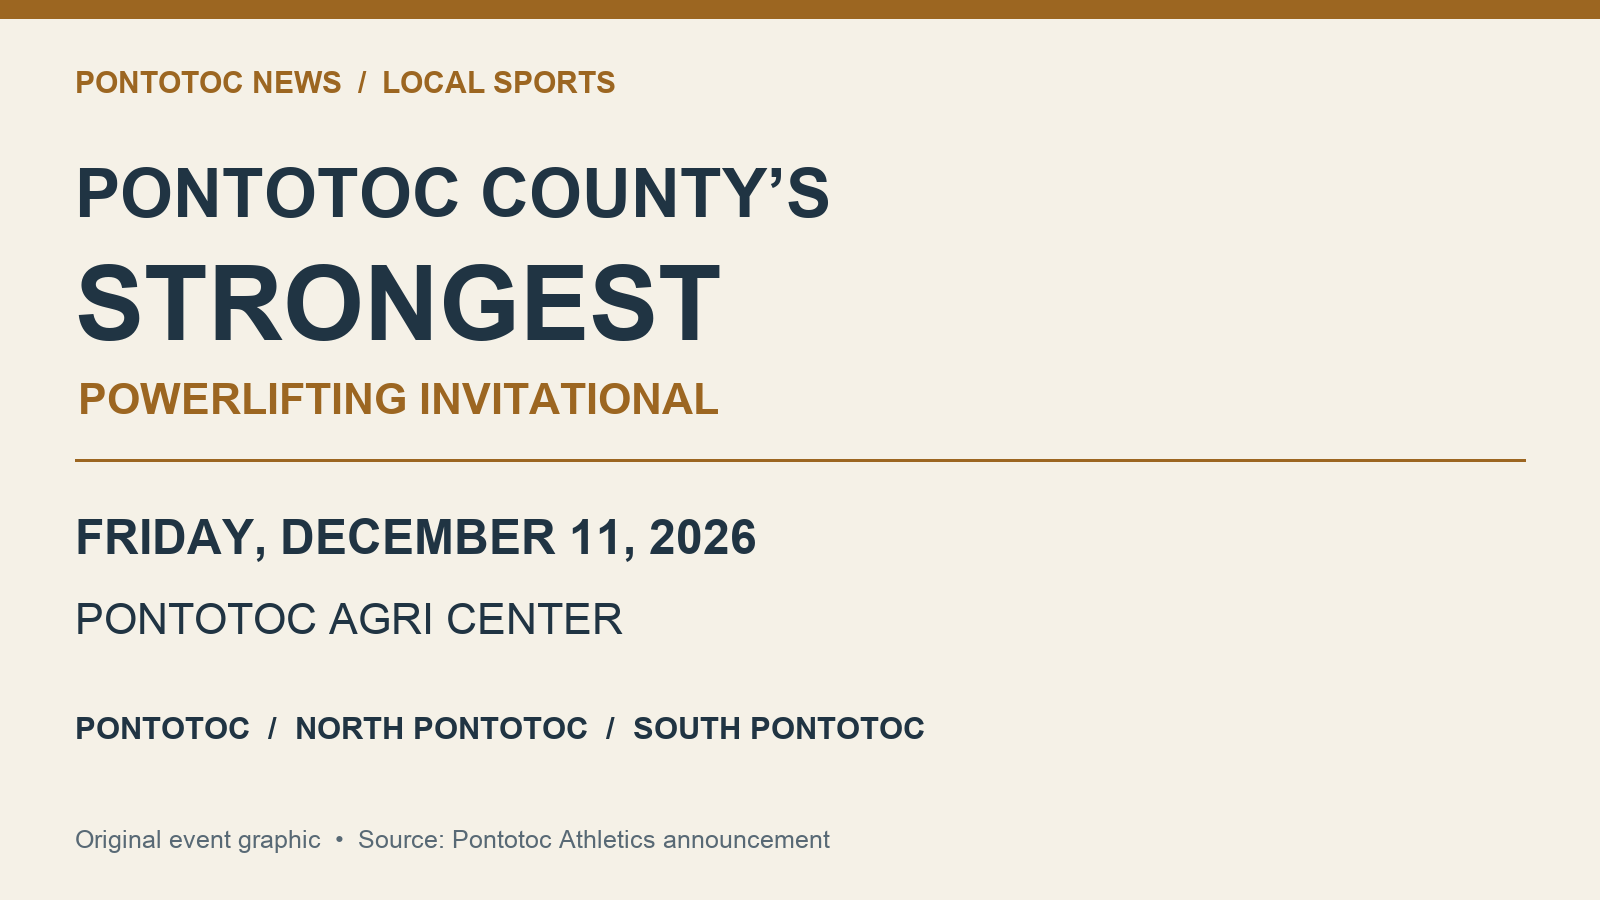 PONTOTOC NEWS / LOCAL SPORTS
PONTOTOC COUNTY’S
STRONGEST
POWERLIFTING INVITATIONAL
FRIDAY, DECEMBER 11, 2026
PONTOTOC AGRI CENTER
PONTOTOC / NORTH PONTOTOC / SOUTH PONTOTOC
Original event graphic • Source: Pontotoc Athletics announcement